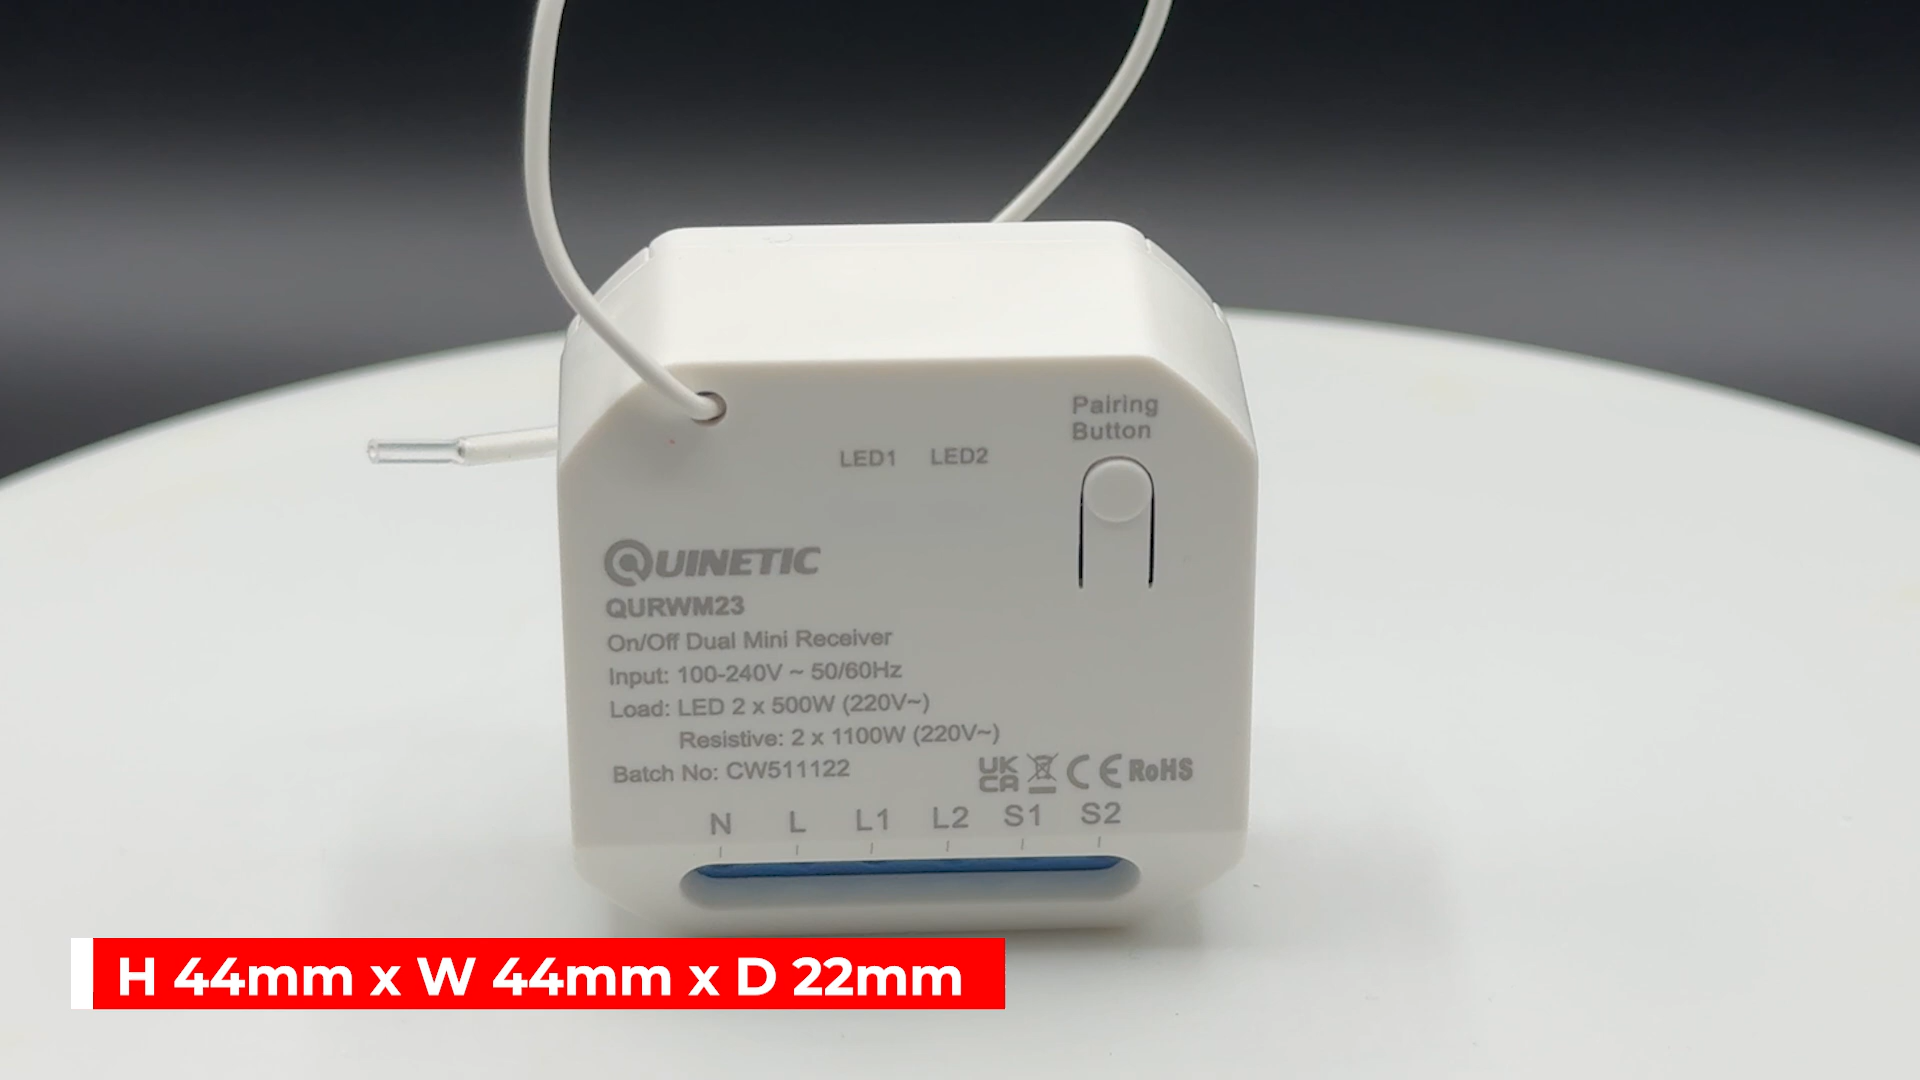 Pairing
Button
LED1 LED2
QUINETIC
QURWM23
On/Off Dual Mini Receiver
Input: 100-240V ~ 50/60Hz
Load: LED 2 x 500W (220V~)
Resistive: 2 x 1100W (220V~)
Batch No: CW511122
UK
CA CE RoHS
N L L1 L2 S1 S2
H 44mm x W 44mm x D 22mm